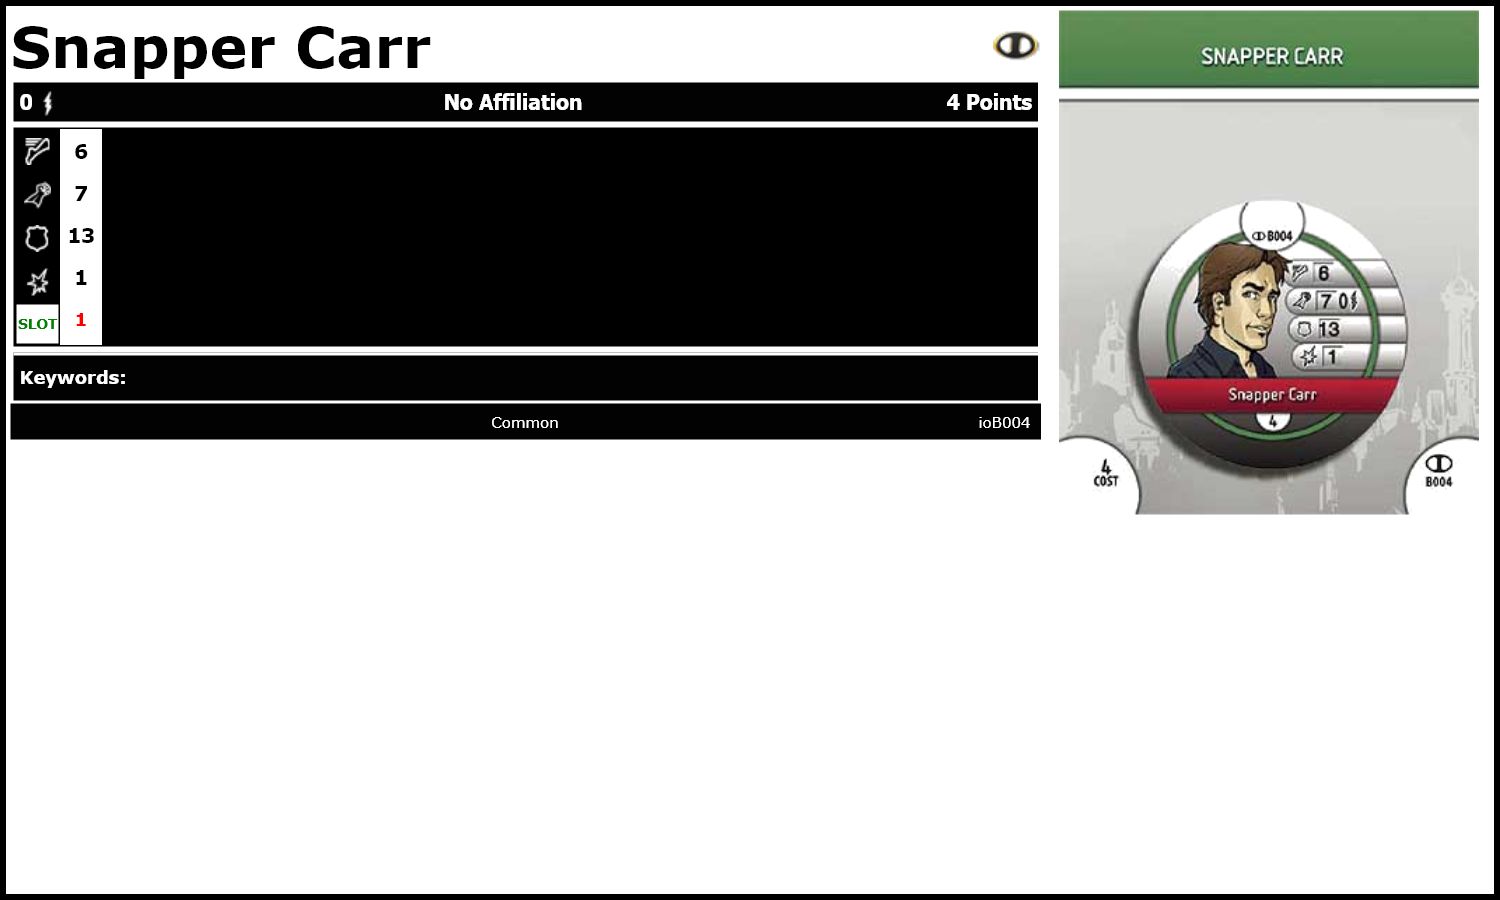 Snapper Carr
0 No Affiliation 4 Points
6
7
13
1
SLOT 1
Keywords:
Common ioB004
SNAPPER CARR
B004
6
7 0
13
1
Snapper Carr
4
4
COST
B004